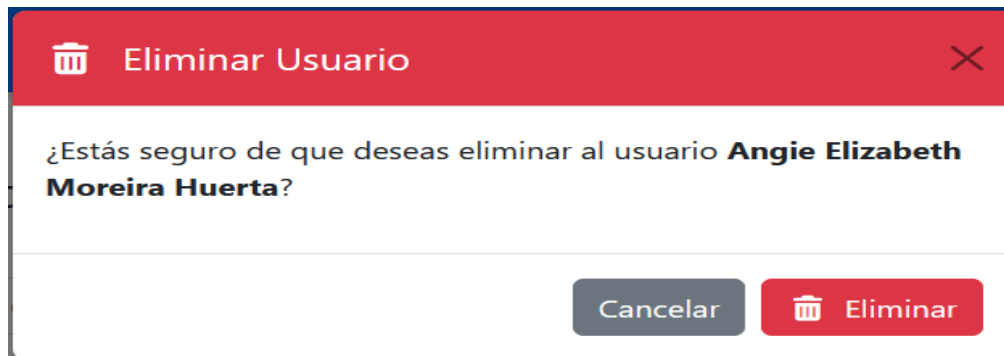 Eliminar Usuario
¿Estás seguro de que deseas eliminar al usuario Angie Elizabeth
Moreira Huerta?
Cancelar
Eliminar